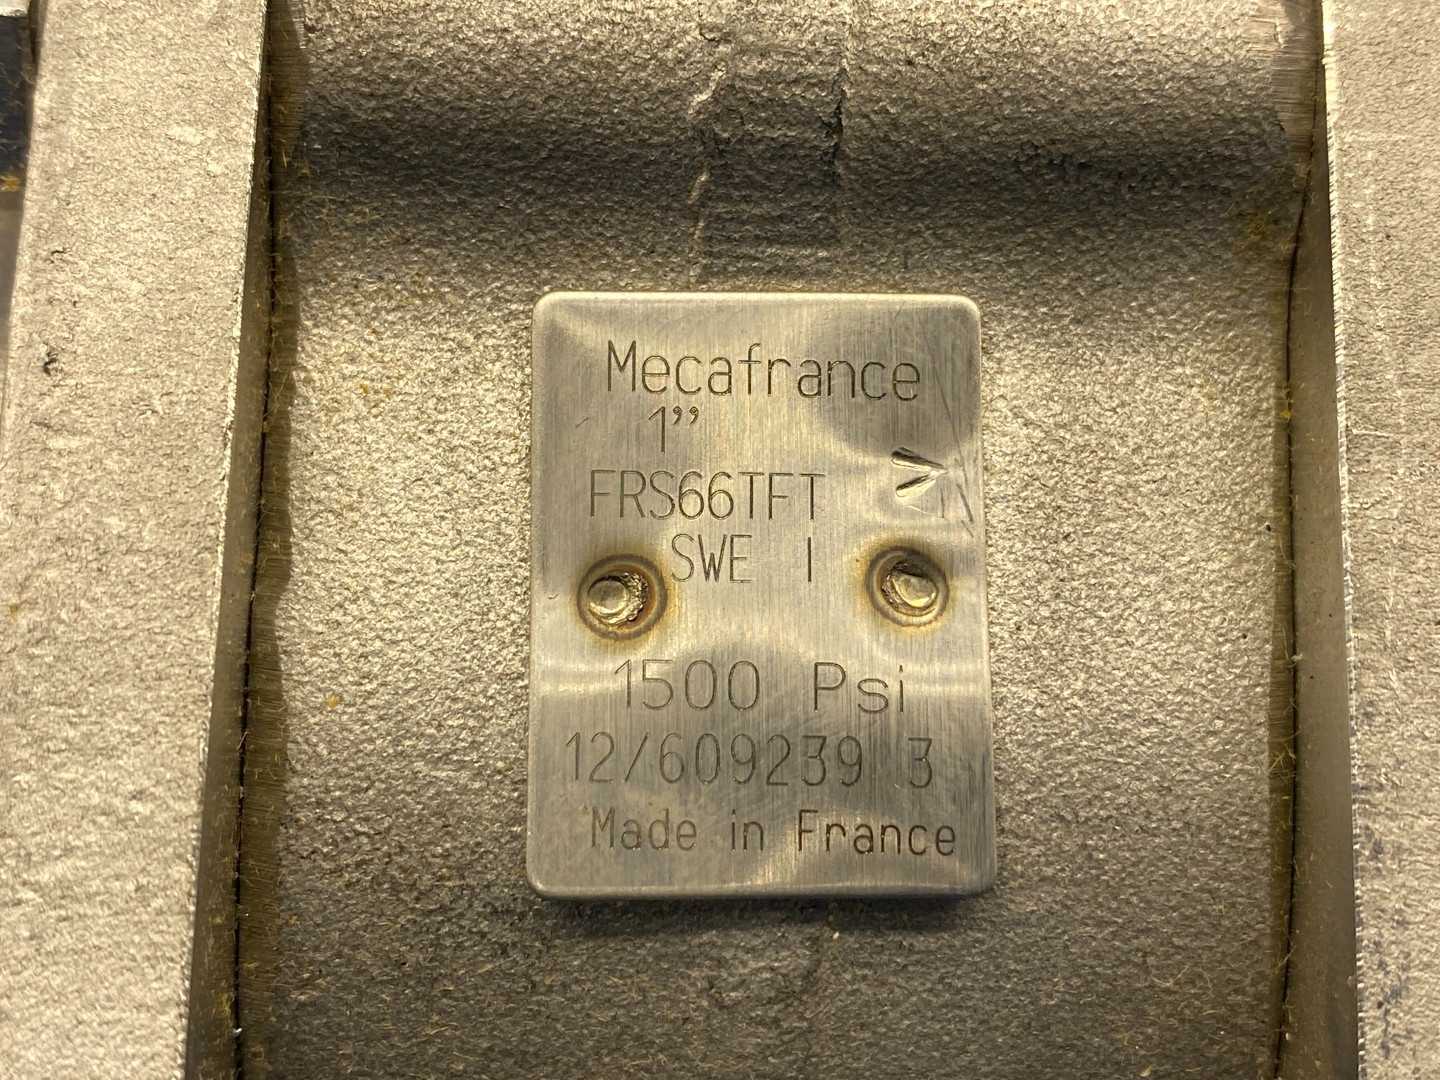 Mecafrance
1”
FRS66TFT
SWE I
1500 Psi
12/609239 3
Made in France